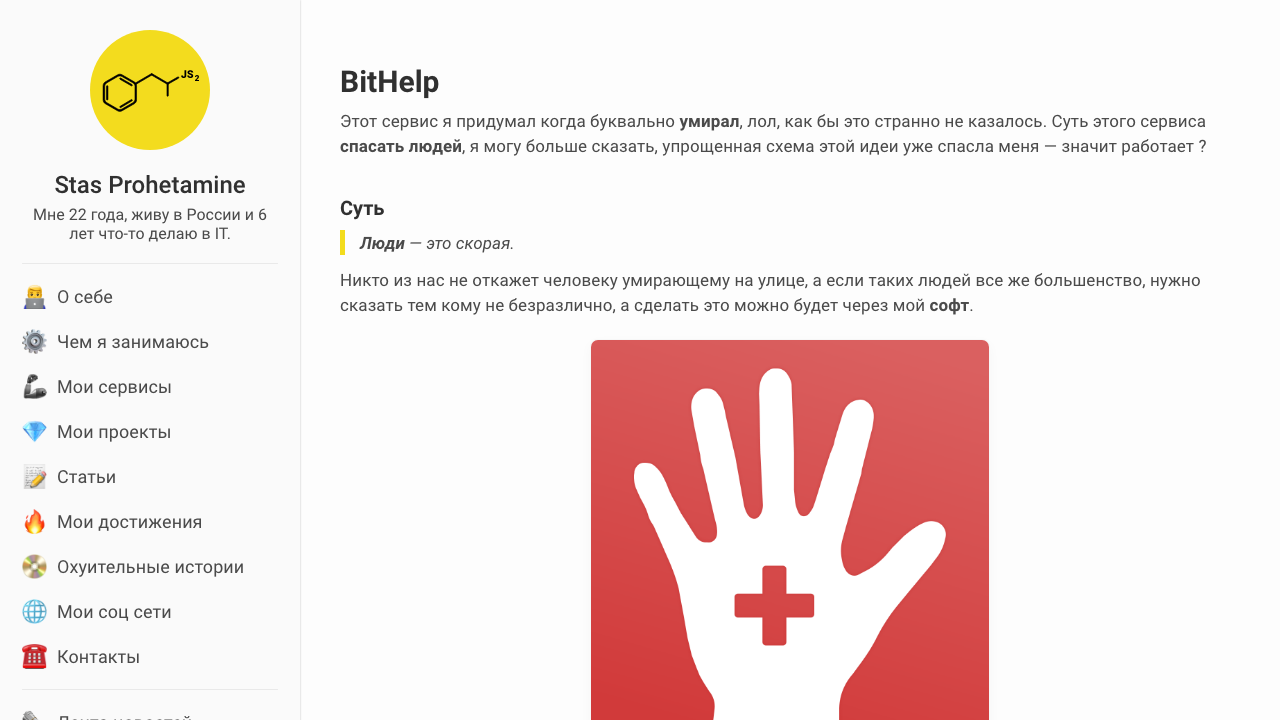 JS2
Stas Prohetamine
Мне 22 года, живу в России и 6
лет что-то делаю в IT.
О себе
Чем я занимаюсь
Мои сервисы
Мои проекты
Статьи
Мои достижения
Охуительные истории
Мои соц сети
Контакты
Лента новостей
BitHelp
Этот сервис я придумал когда буквально умирал, лол, как бы это странно не казалось. Суть этого сервиса
спасать людей, я могу больше сказать, упрощенная схема этой идеи уже спасла меня — значит работает ?
Суть
Люди — это скорая.
Никто из нас не откажет человеку умирающему на улице, а если таких людей все же большенство, нужно
сказать тем кому не безразлично, а сделать это можно будет через мой софт.